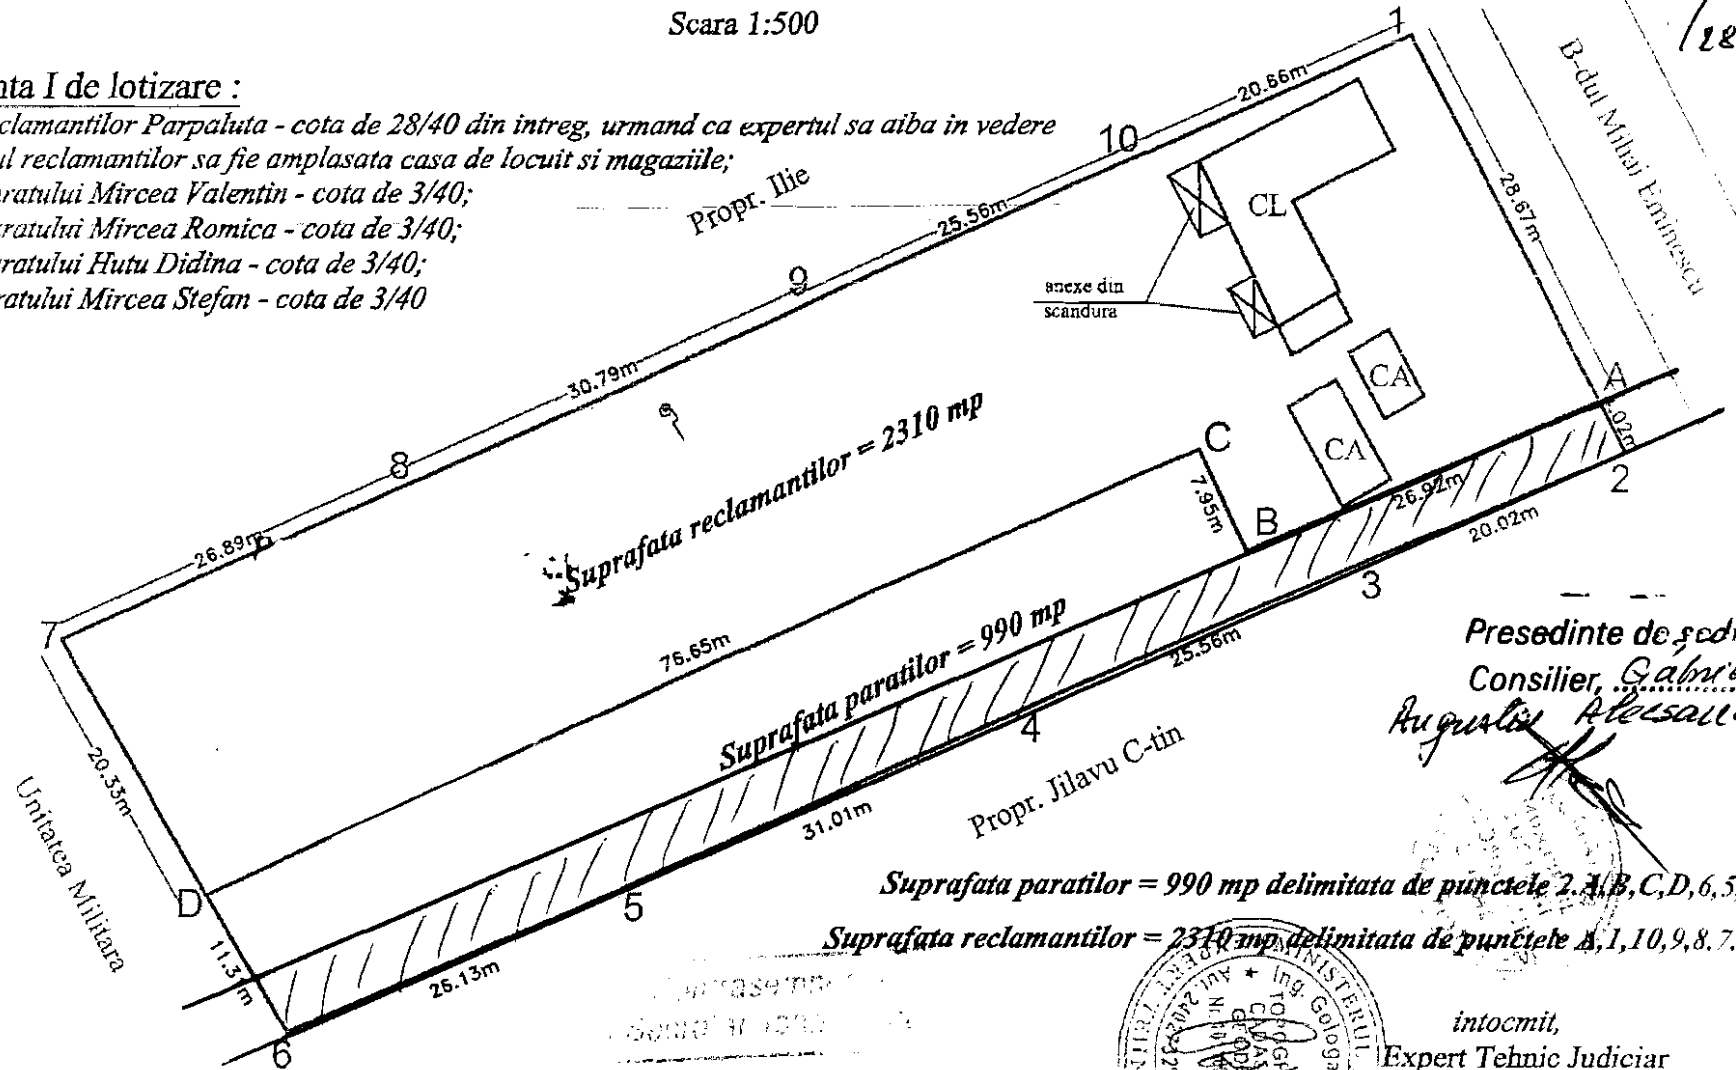 Scara 1:500
nta I de lotizare :
clamantilor Parpaluta - cota de 28/40 din intreg, urmand ca expertul sa aiba in vedere
ul reclamantilor sa fie amplasata casa de locuit si magaziile;
ratului Mircea Valentin - cota de 3/40;
ratului Mircea Romica - cota de 3/40;
ratului Hutu Didina - cota de 3/40;
ratului Mircea Stefan - cota de 3/40
/28
B-dul Mihai Eminescu
1
20.66m
10
Propr. Ilie
25.56m
28.67m
CL
9
anexe din
scandura
30.79m
CA
A
8
Suprafata reclamantilor = 2310 mp
C
CA
.02m
7.95m
26.92m
2
B
20.02m
26.89m
3
7
76.65m
Suprafata paratilor = 990 mp
25.56m
Presedinte de
Consilier,
4
20.33m
31.01m
Propr. Jilavu C-tin
Unitatea Militara
D
5
Suprafata paratilor = 990 mp delimitata de punctele 2.A,B,C,D,6,5,
11.31m
Suprafata reclamantilor = 2310 mp delimitata de punctele A,1,10,9,8.7,
26.13m
6
intocmit,
Expert Tehnic Judiciar